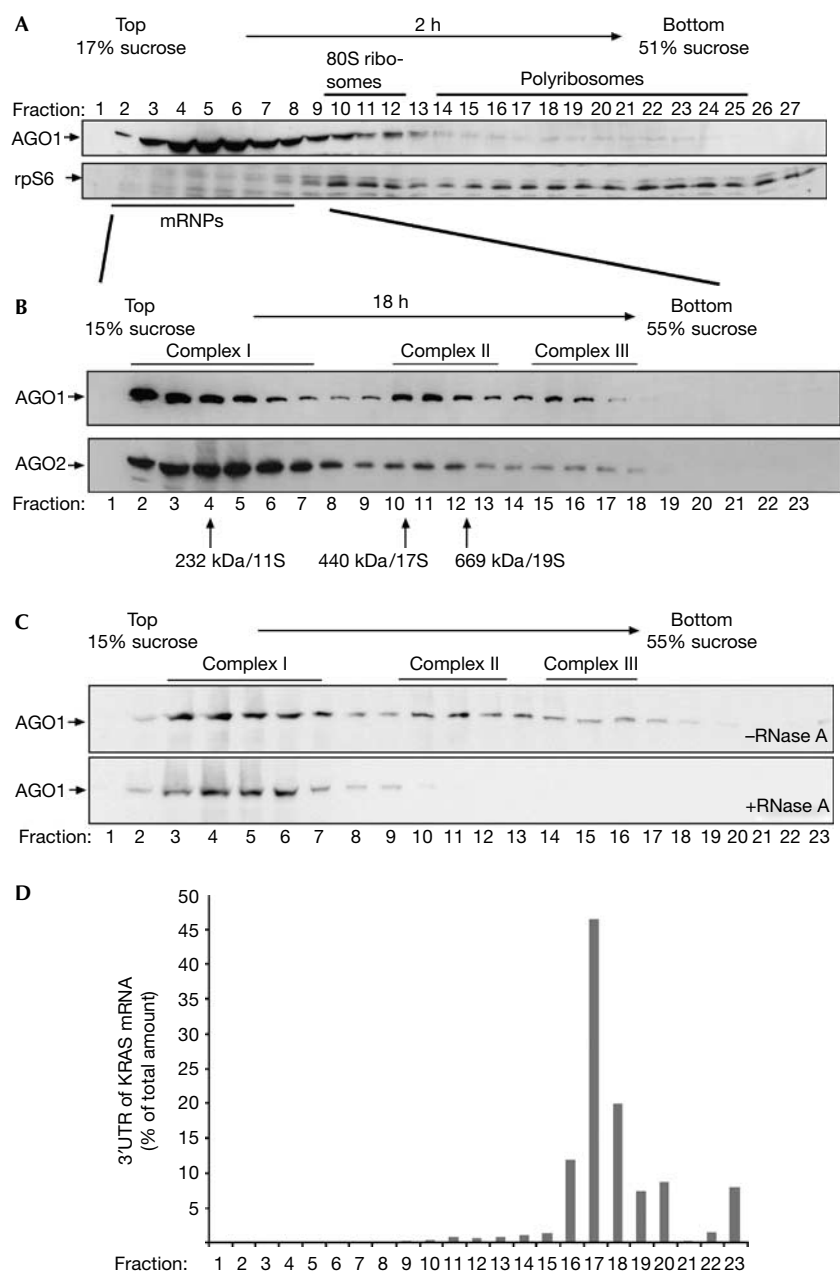 A
Top
17% sucrose
2 h
Bottom
51% sucrose
80S ribo-
somes
Polyribosomes
Fraction: 1 2 3 4 5 6 7 8 9 10 11 12 13 14 15 16 17 18 19 20 21 22 23 24 25 26 27
AGO1
rpS6
mRNPs
B
Top
15% sucrose
18 h
Bottom
55% sucrose
Complex I
Complex II
Complex III
AGO1
AGO2
Fraction: 1 2 3 4 5 6 7 8 9 10 11 12 13 14 15 16 17 18 19 20 21 22 23
232 kDa/11S
440 kDa/17S
669 kDa/19S
C
Top
15% sucrose
Bottom
55% sucrose
Complex I
Complex II
Complex III
AGO1
–RNase A
AGO1
+RNase A
Fraction: 1 2 3 4 5 6 7 8 9 10 11 12 13 14 15 16 17 18 19 20 21 22 23
D
50
45
40
35
30
25
20
15
10
5
3′UTR of KRAS mRNA
(% of total amount)
Fraction: 1 2 3 4 5 6 7 8 9 10 11 12 13 14 15 16 17 18 19 20 21 22 23